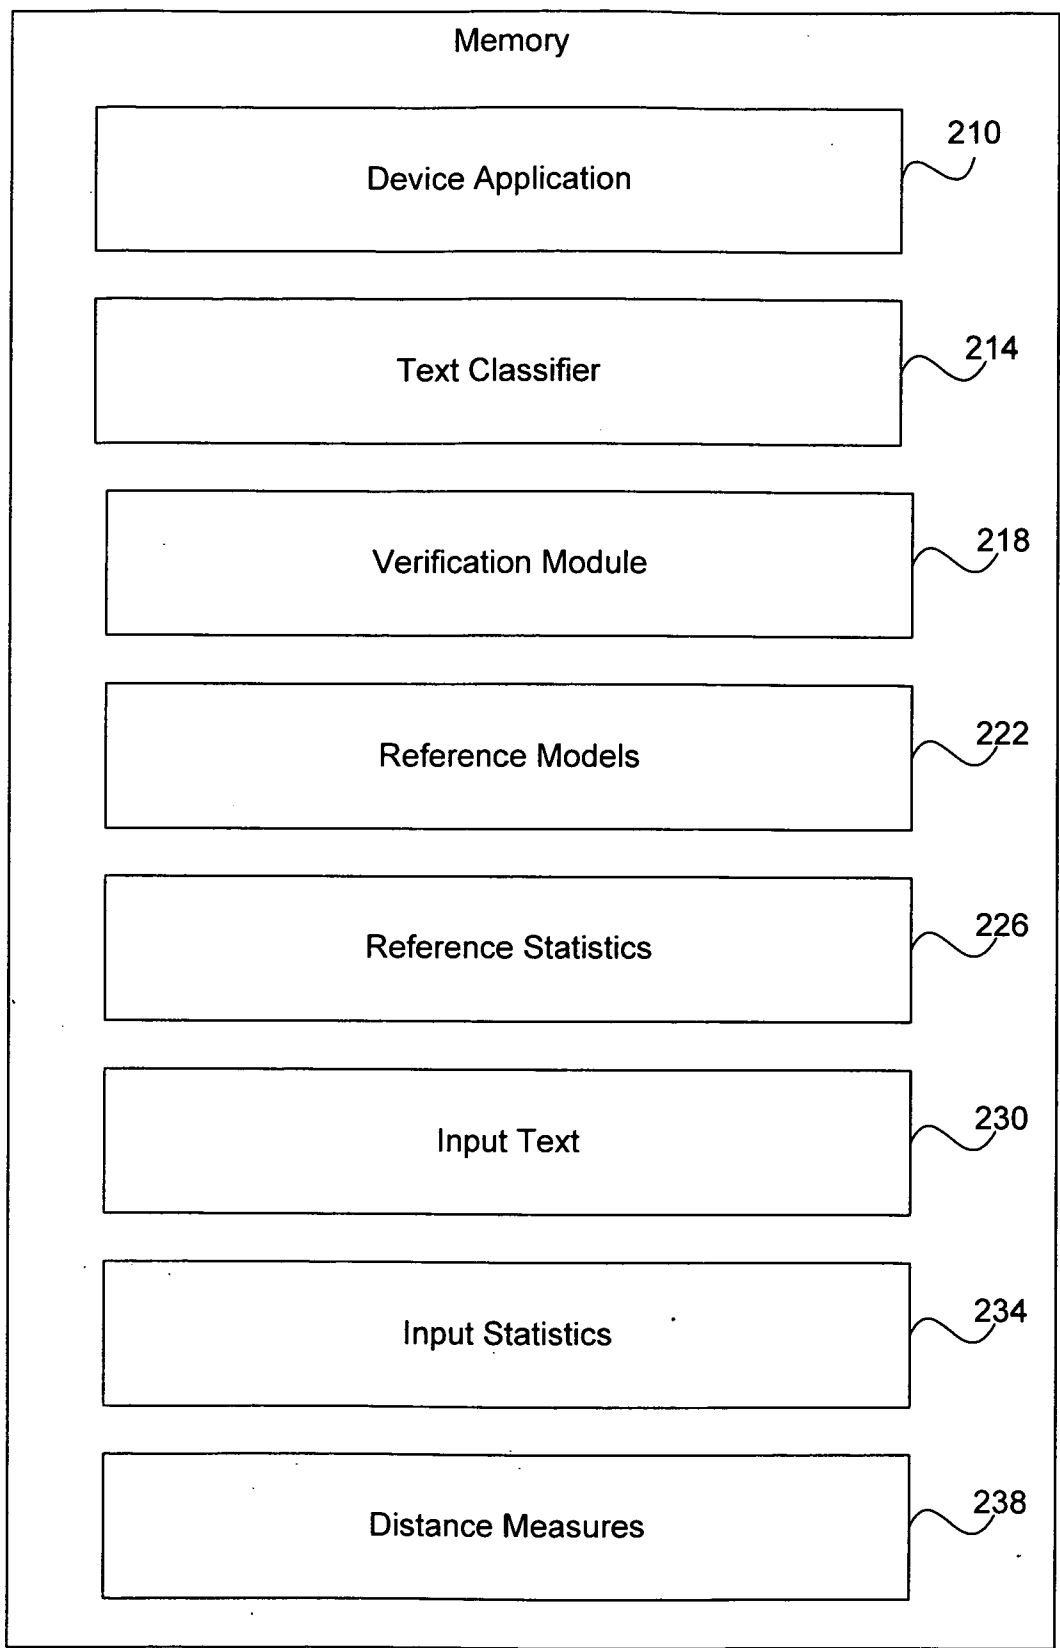 Memory
Device Application
210
Text Classifier
214
Verification Module
218
Reference Models
222
Reference Statistics
226
Input Text
230
Input Statistics
234
Distance Measures
238